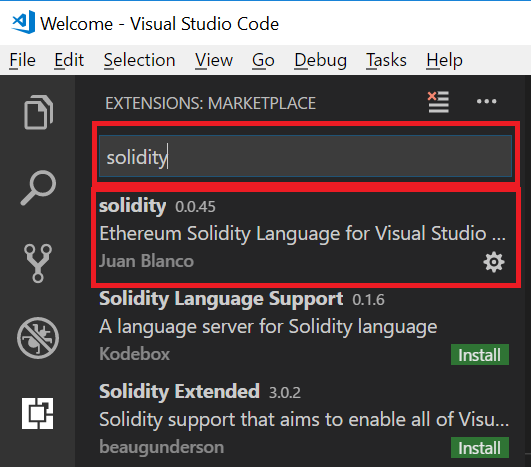 Welcome - Visual Studio Code
File Edit Selection View Go Debug Tasks Help
EXTENSIONS: MARKETPLACE
solidity
solidity 0.0.45
Ethereum Solidity Language for Visual Studio ...
Juan Blanco
Solidity Language Support 0.1.6
A language server for Solidity language
Kodebox Install
Solidity Extended 3.0.2
Solidity support that aims to enable all of Visu...
beaugunderson Install